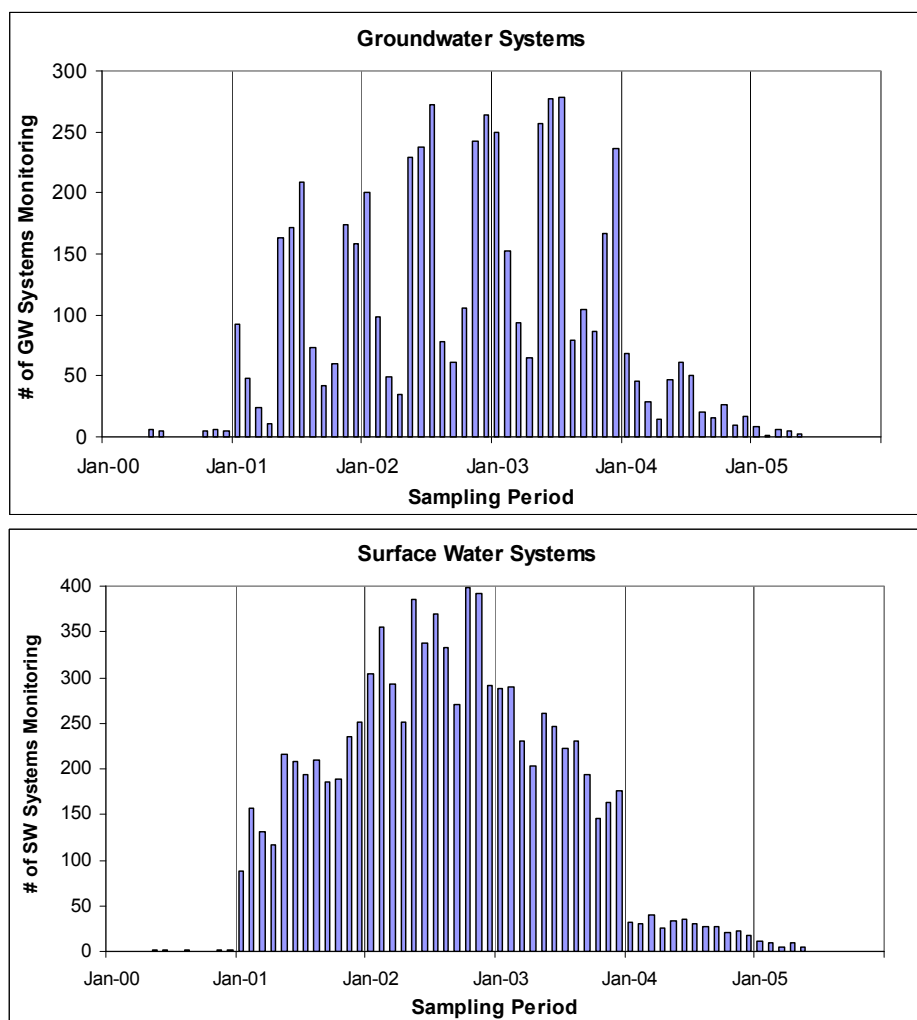 Groundwater Systems
300
250
200
150
100
50
0
# of GW Systems Monitoring
Jan-00 Jan-01 Jan-02 Jan-03 Jan-04 Jan-05
Sampling Period
Surface Water Systems
400
350
300
250
200
150
100
50
0
# of SW Systems Monitoring
Jan-00 Jan-01 Jan-02 Jan-03 Jan-04 Jan-05
Sampling Period